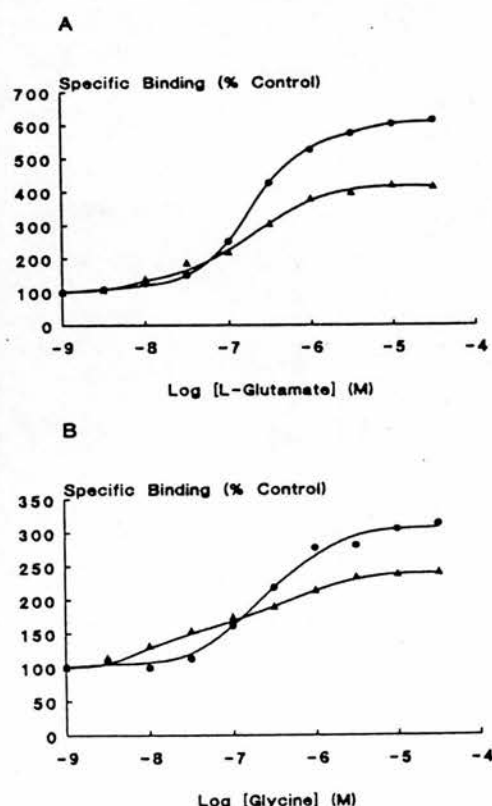 A
Specific Binding (% Control)
700
600
500
400
300
200
100
0
-9 -8 -7 -6 -5 -4
Log [L-Glutamate] (M)
B
Specific Binding (% Control)
350
300
250
200
150
100
50
0
-9 -8 -7 -6 -5 -4
Log [Glycine] (M)